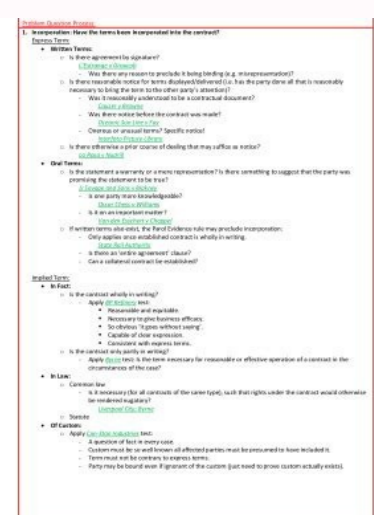 Problem Question Process:
1. Incorporation: Have the terms been incorporated into the contract?
Express Term:
• Written Terms:
o Is there agreement by signature?
L'Estrange v Graucob
- Was there any reason to preclude it being binding (e.g. misrepresentation)?
o Is there reasonable notice for terms displayed/delivered (i.e. has the party done all that is reasonably
necessary to bring the term to the other party's attention)?
- Was it reasonably understood to be a contractual document?
Causer v Browne
- Was there notice before the contract was made?
Oceanic Sun Line v Fay
- Onerous or unusual terms? Specific notice!
Interfoto Picture Library
o Is there otherwise a prior course of dealing that may suffice as notice?
La Rosa v Nudrill
• Oral Terms:
o Is the statement a warranty or a mere representation? Is there something to suggest that the party was
promising the statement to be true?
JJ Savage and Sons v Blakney
- Is one party more knowledgeable?
Oscar Chess v Williams
- Is it on an important matter?
Van den Esschert v Chappell
o If written terms also exist, the Parol Evidence rule may preclude incorporation:
- Only applies once established contract is wholly in writing.
State Rail Authority
- Is there an 'entire agreement' clause?
- Can a collateral contract be established?
Implied Term:
• In Fact:
o Is the contract wholly in writing?
- Apply BP Refinery test:
▪ Reasonable and equitable.
▪ Necessary to give business efficacy.
▪ So obvious 'it goes without saying'.
▪ Capable of clear expression.
▪ Consistent with express terms.
o Is the contract only partly in writing?
- Apply Byrne test: Is the term necessary for reasonable or effective operation of a contract in the
circumstances of the case?
• In Law:
o Common law
- Is it necessary (for all contracts of the same type), such that rights under the contract would otherwise
be rendered nugatory?
Liverpool City; Byrne
o Statute
• Of Custom:
o Apply Con-Stan Industries test:
- A question of fact in every case.
- Custom must be so well known all affected parties must be presumed to have included it.
- Term must not be contrary to express terms.
- Party may be bound even if ignorant of the custom (just need to prove custom actually exists).